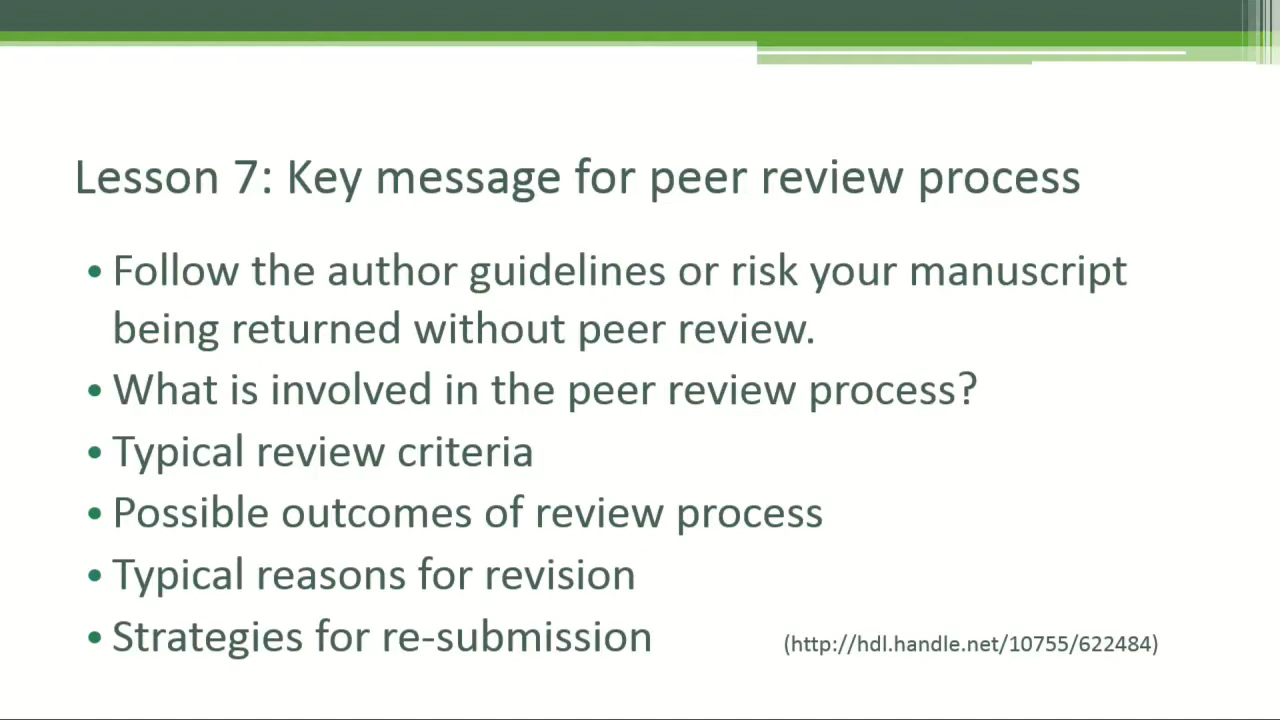 Lesson 7: Key message for peer review process
• Follow the author guidelines or risk your manuscript
being returned without peer review.
• What is involved in the peer review process?
• Typical review criteria
• Possible outcomes of review process
• Typical reasons for revision
• Strategies for re-submission (http://hdl.handle.net/10755/622484)